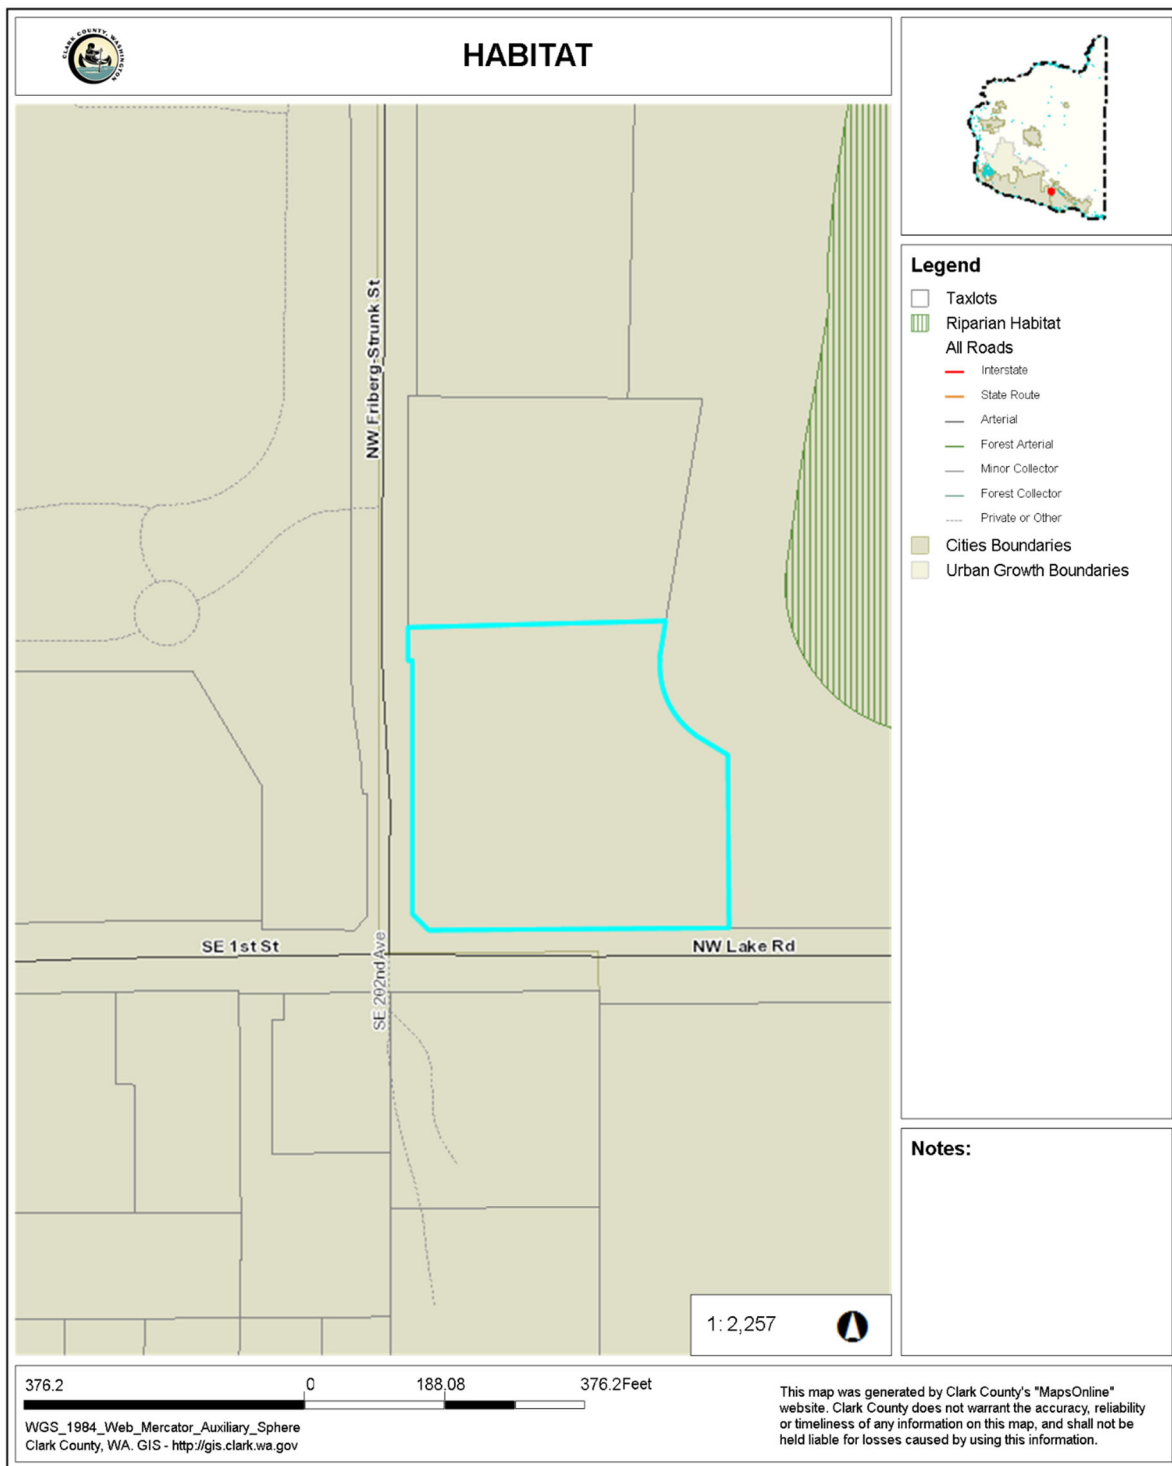 CLARK COUNTY, WASHINGTON
HABITAT
NW Friberg-Strunk St
SE 1st St
NW Lake Rd
SE 202nd Ave
1: 2,257
Legend
Taxlots
Riparian Habitat
All Roads
Interstate
State Route
Arterial
Forest Arterial
Minor Collector
Forest Collector
Private or Other
Cities Boundaries
Urban Growth Boundaries
Notes:
376.2 0 188.08 376.2Feet
WGS_1984_Web_Mercator_Auxiliary_Sphere
Clark County, WA. GIS - http://gis.clark.wa.gov
This map was generated by Clark County's "MapsOnline"
website. Clark County does not warrant the accuracy, reliability
or timeliness of any information on this map, and shall not be
held liable for losses caused by using this information.